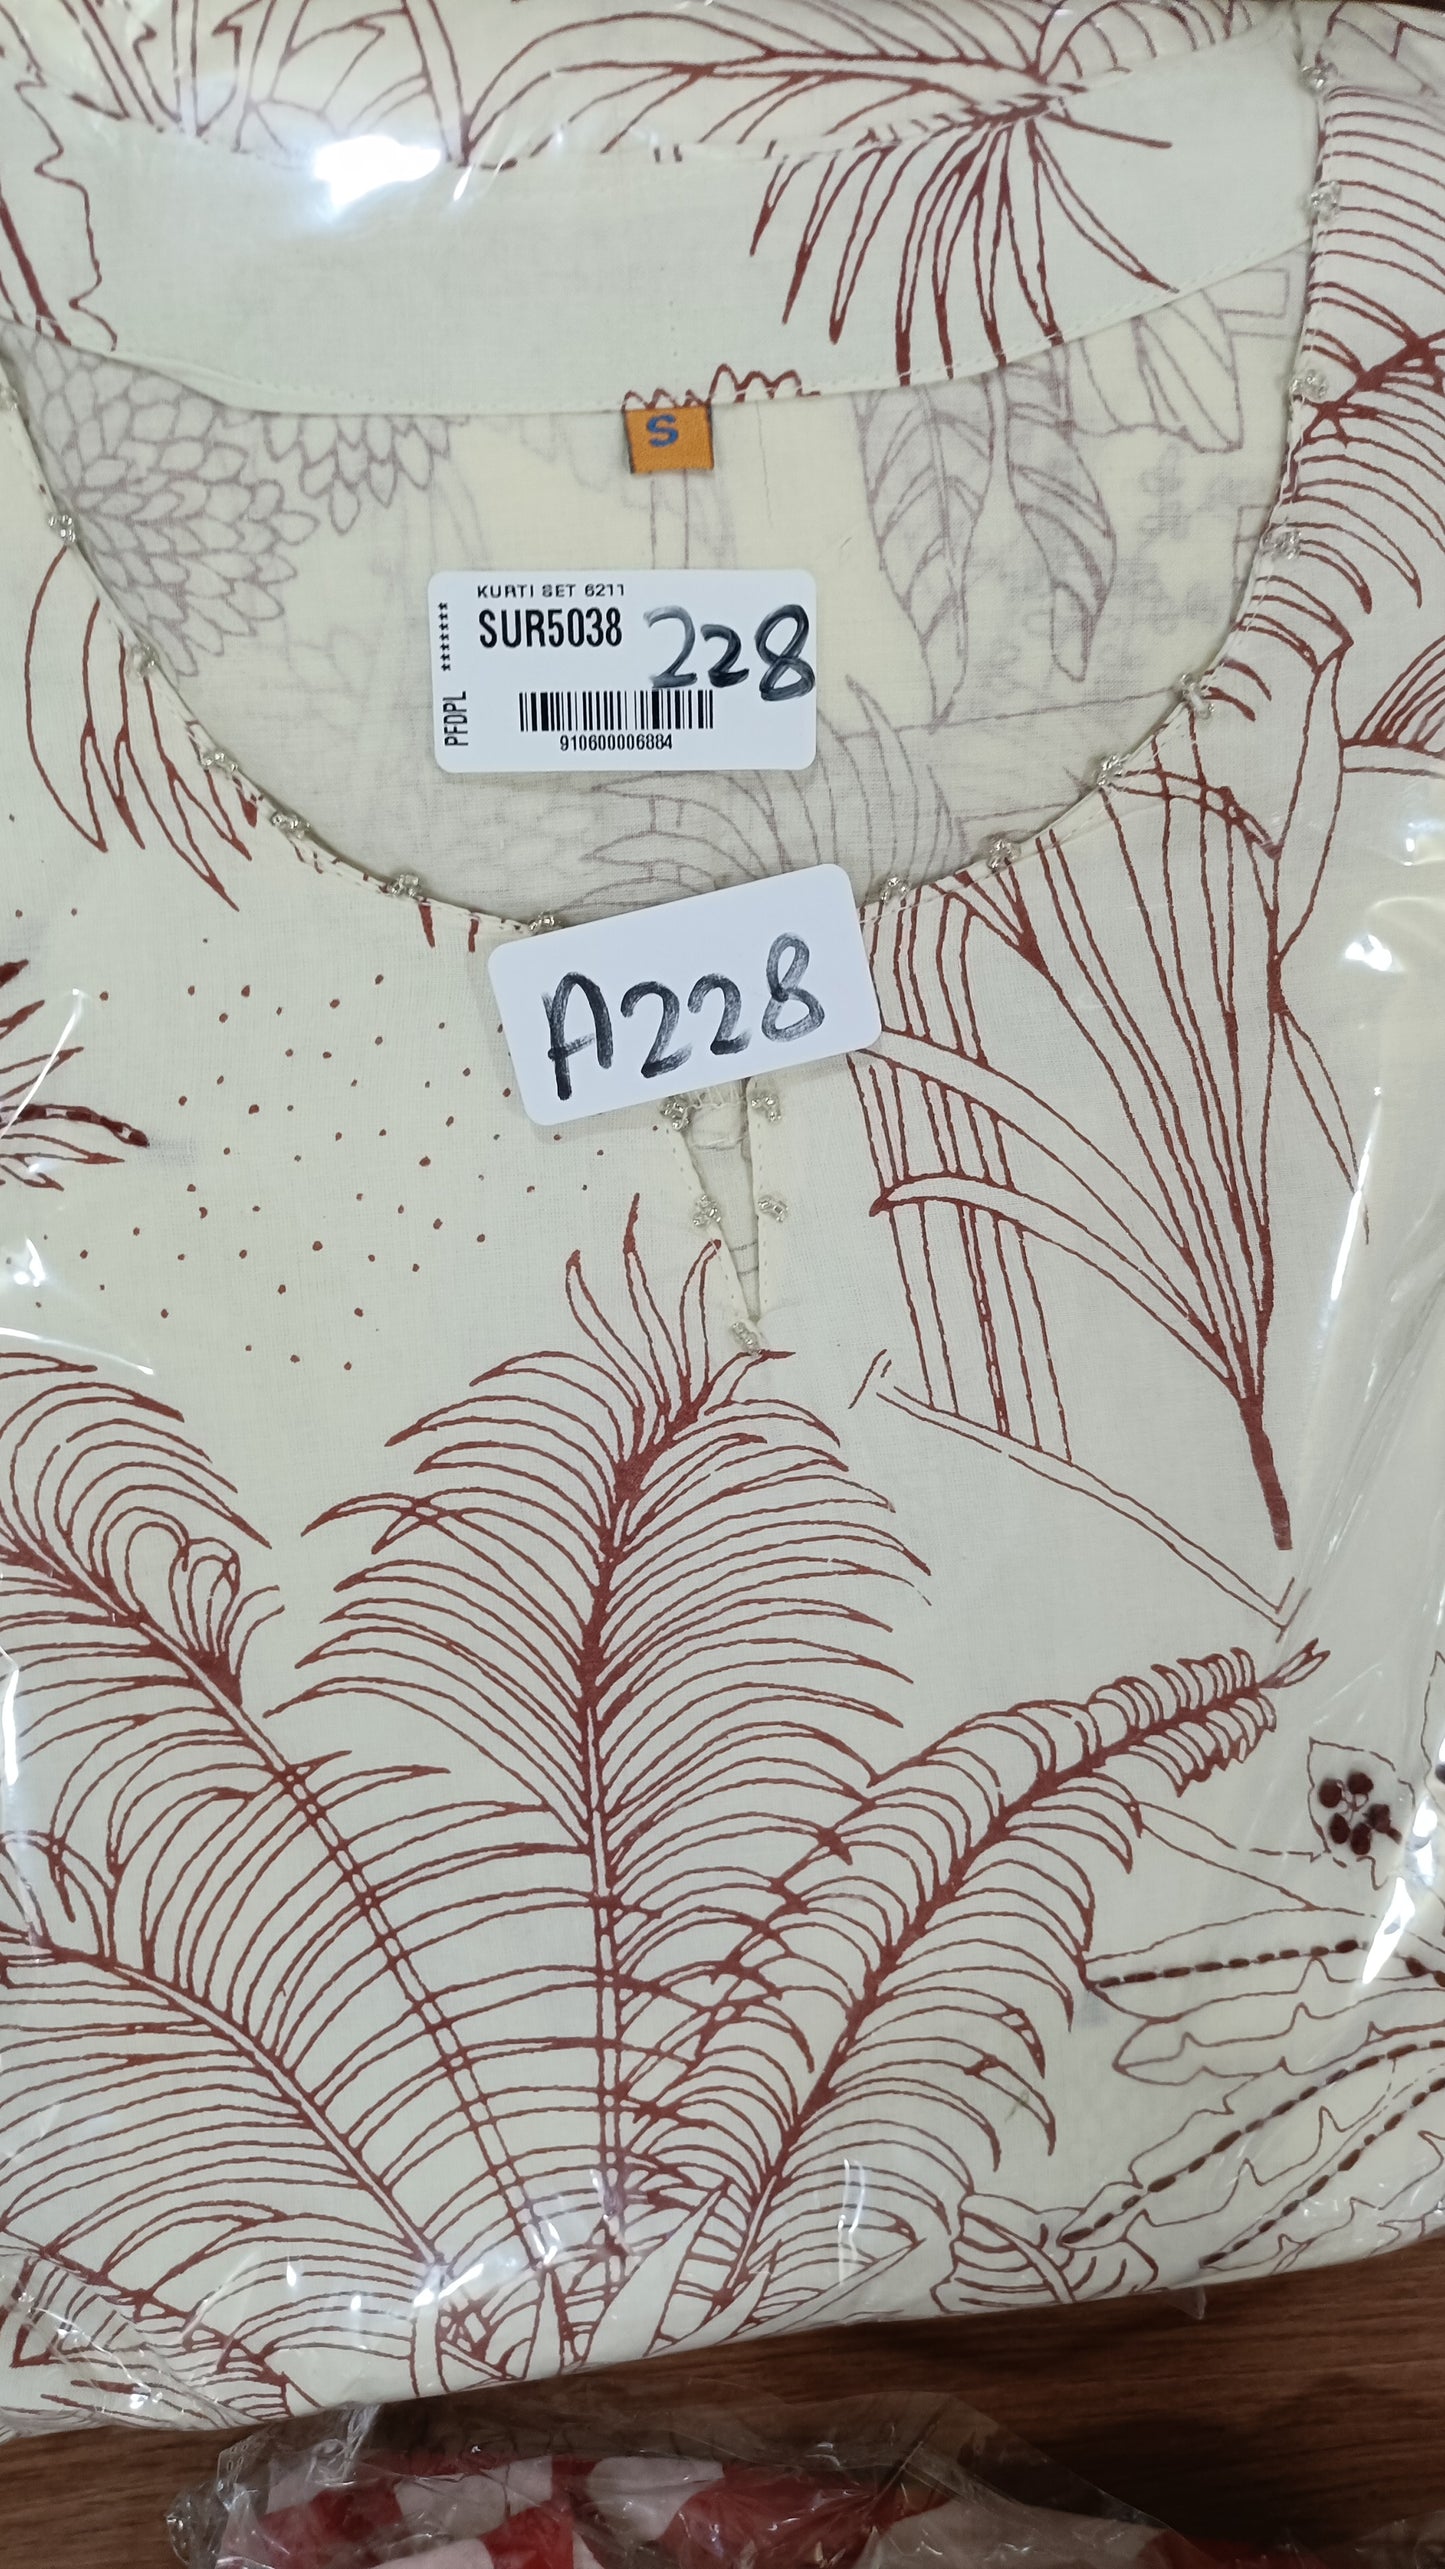 S
KURTI SET 6211
SUR5038
228
*******
PFDPL
910600006884
A228